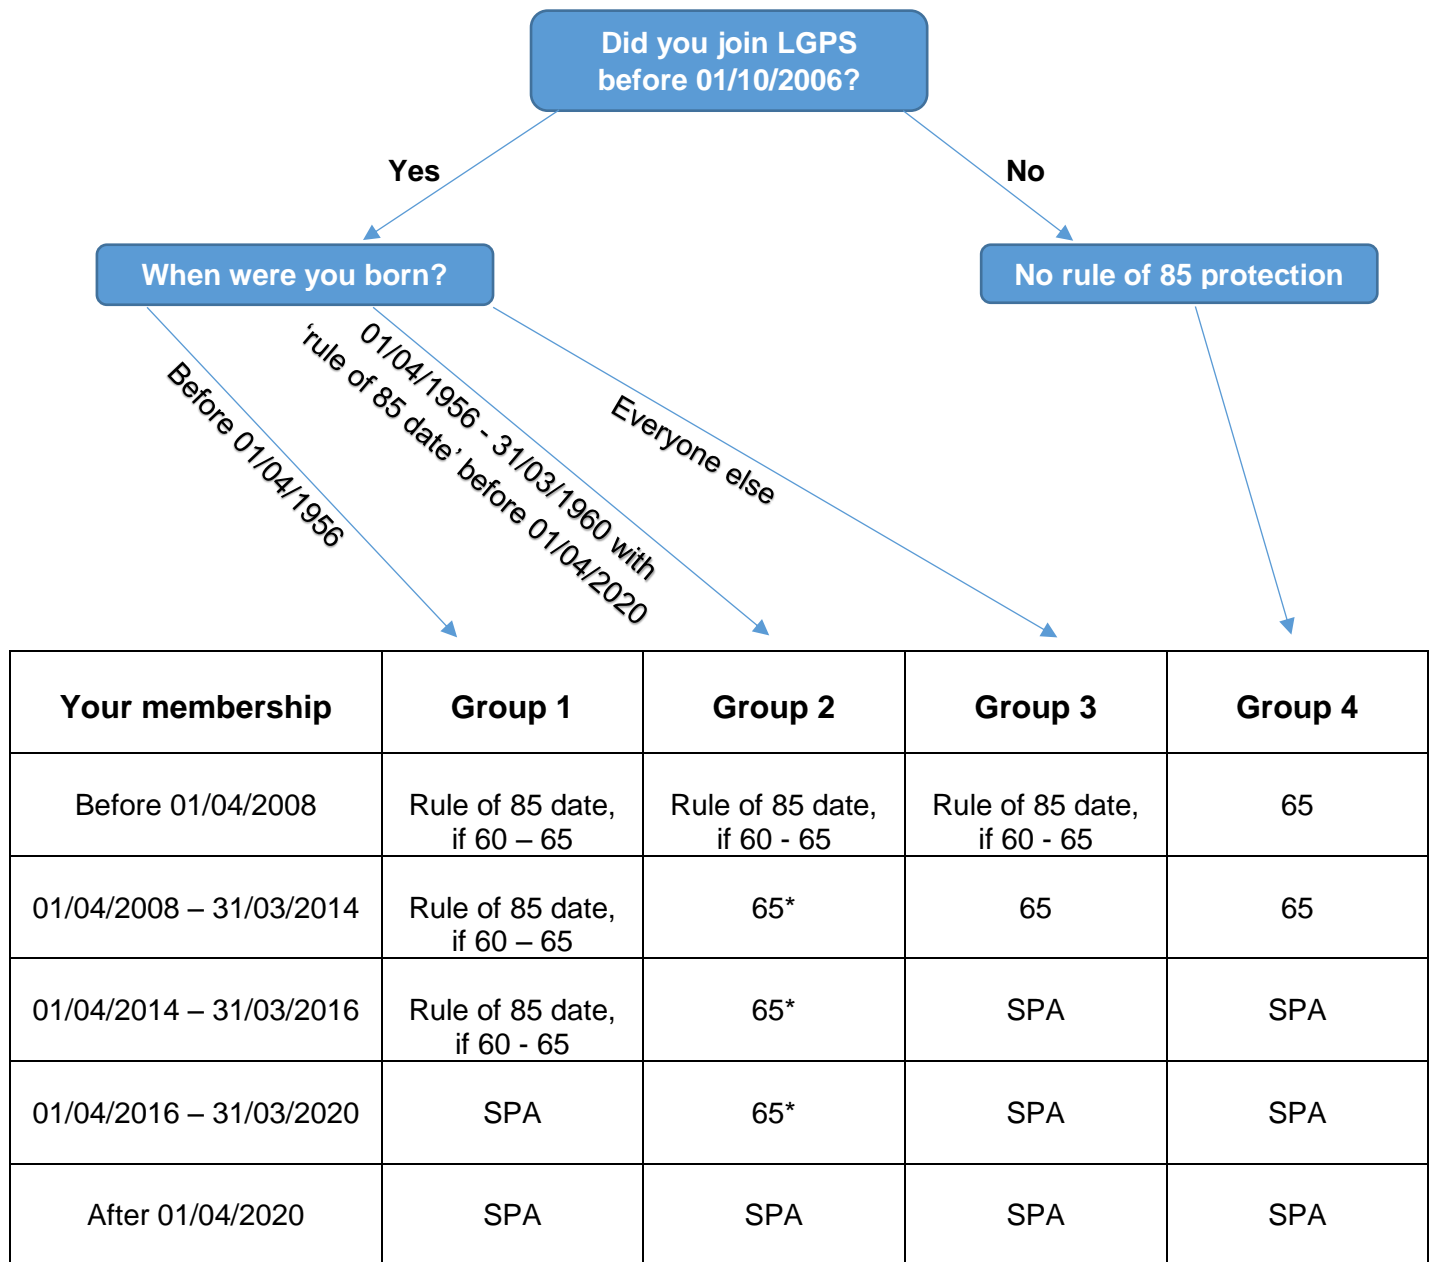 Did you join LGPS
before 01/10/2006?
Yes
No
When were you born?
No rule of 85 protection
Before 01/04/1956
01/04/1956 - 31/03/1960 with
‘rule of 85 date’ before 01/04/2020
Everyone else
Your membership
Group 1
Group 2
Group 3
Group 4
Before 01/04/2008
Rule of 85 date,
if 60 – 65
Rule of 85 date,
if 60 - 65
Rule of 85 date,
if 60 - 65
65
01/04/2008 – 31/03/2014
Rule of 85 date,
if 60 – 65
65*
65
65
01/04/2014 – 31/03/2016
Rule of 85 date,
if 60 - 65
65*
SPA
SPA
01/04/2016 – 31/03/2020
SPA
65*
SPA
SPA
After 01/04/2020
SPA
SPA
SPA
SPA